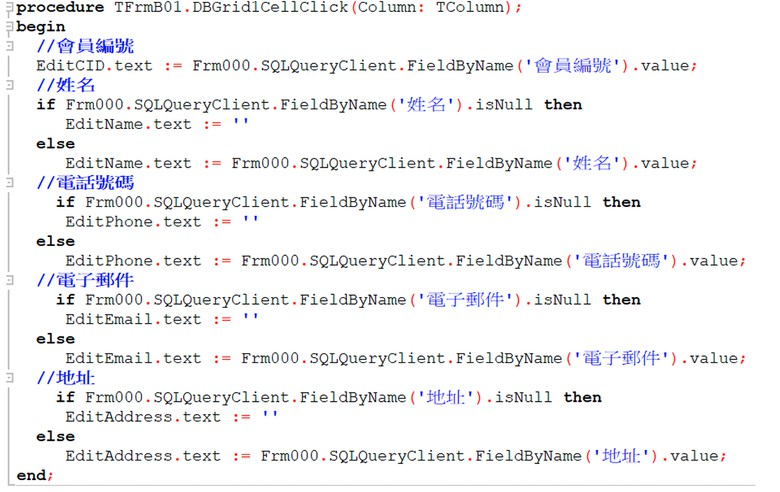 procedure TFrmB01.DBGrid1CellClick(Column: TColumn);
begin
  //會員編號
  EditCID.text := Frm000.SQLQueryClient.FieldByName('會員編號').value;
  //姓名
  if Frm000.SQLQueryClient.FieldByName('姓名').isNull then
     EditName.text := ''
  else
     EditName.text := Frm000.SQLQueryClient.FieldByName('姓名').value;
  //電話號碼
    if Frm000.SQLQueryClient.FieldByName('電話號碼').isNull then
     EditPhone.text := ''
  else
     EditPhone.text := Frm000.SQLQueryClient.FieldByName('電話號碼').value;
  //電子郵件
    if Frm000.SQLQueryClient.FieldByName('電子郵件').isNull then
     EditEmail.text := ''
  else
     EditEmail.text := Frm000.SQLQueryClient.FieldByName('電子郵件').value;
  //地址
    if Frm000.SQLQueryClient.FieldByName('地址').isNull then
     EditAddress.text := ''
  else
     EditAddress.text := Frm000.SQLQueryClient.FieldByName('地址').value;
end;